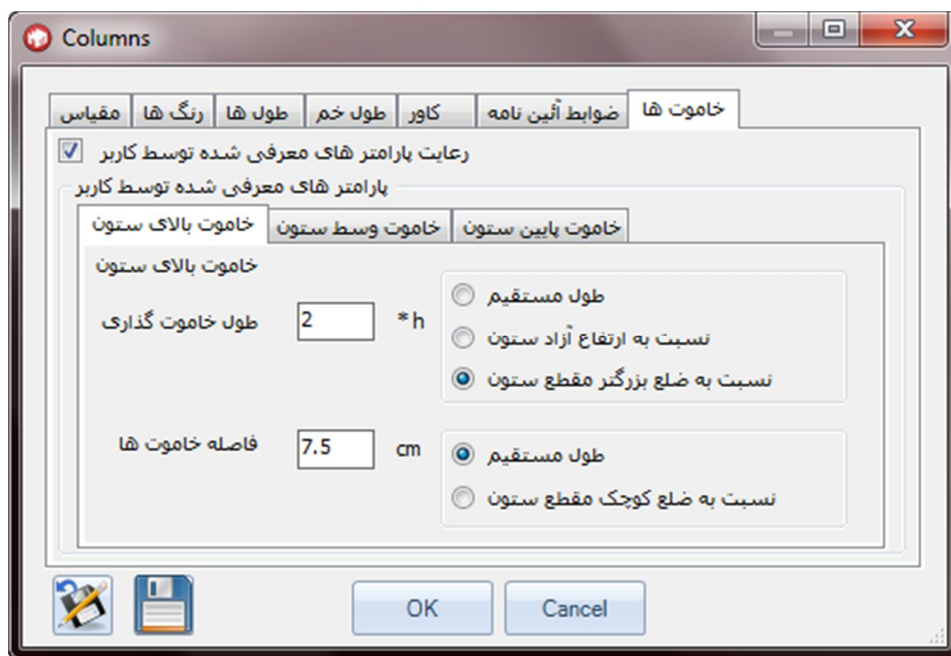 Columns
خاموت ها	ضوابط آئین نامه	کاور	طول خم	طول ها	رنگ ها	مقیاس
رعایت پارامتر های معرفی شده توسط کاربر
پارامتر های معرفی شده توسط کاربر
خاموت بالای ستون	خاموت وسط ستون	خاموت پایین ستون
خاموت بالای ستون
طول خاموت گذاری	2	*h
طول مستقیم
نسبت به ارتفاع آزاد ستون
نسبت به ضلع بزرگتر مقطع ستون
فاصله خاموت ها	7.5	cm
طول مستقیم
نسبت به ضلع کوچک مقطع ستون
OK	Cancel